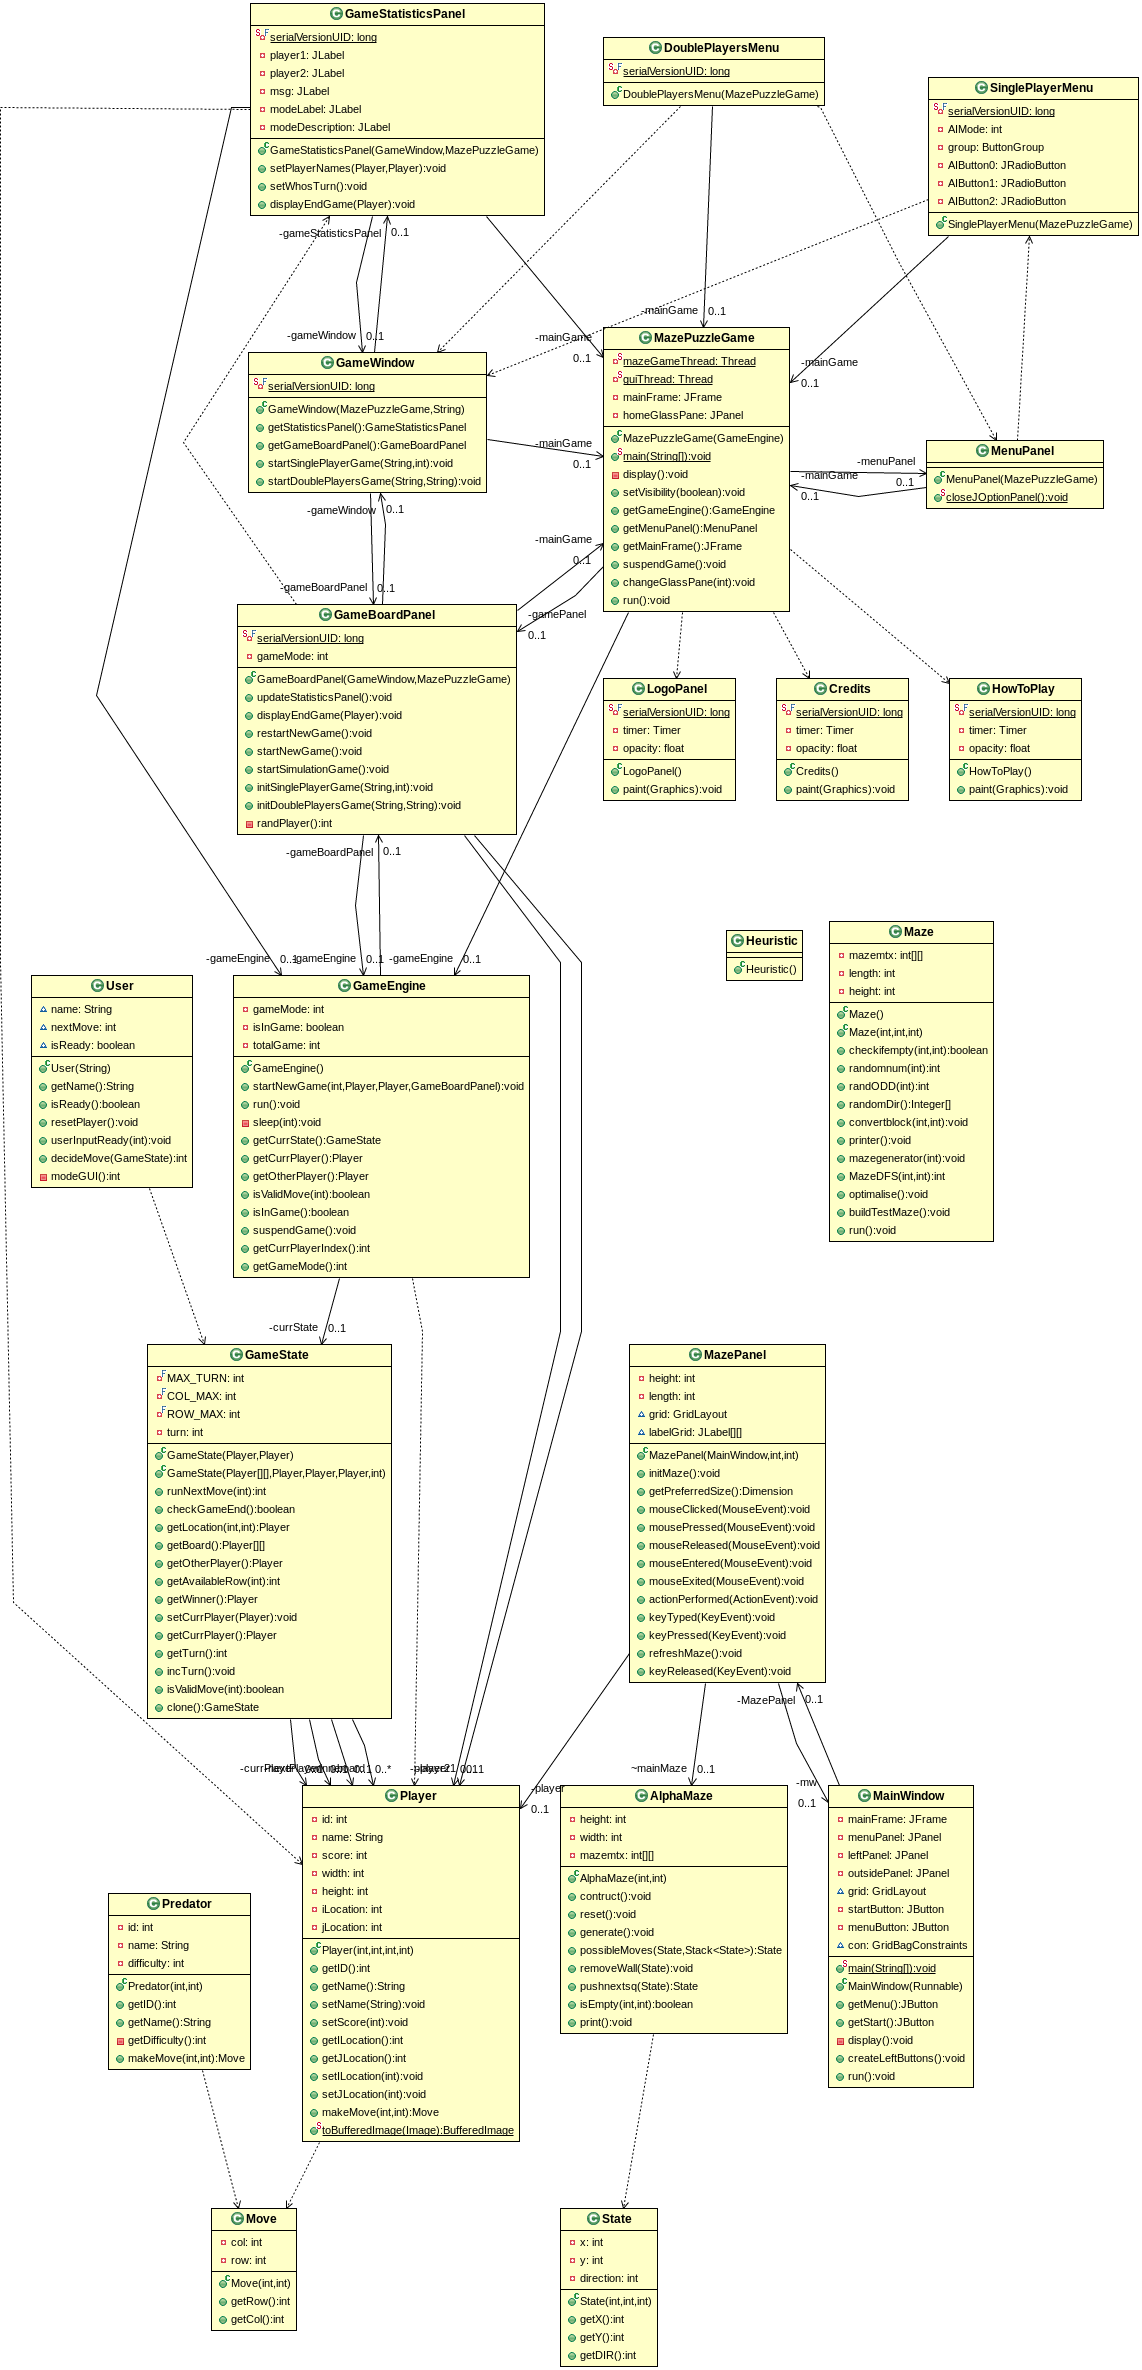 GameStatisticsPanel
serialVersionUID: long
player1: JLabel
player2: JLabel
msg: JLabel
modeLabel: JLabel
modeDescription: JLabel
GameStatisticsPanel(GameWindow,MazePuzzleGame)
setPlayerNames(Player,Player):void
setWhosTurn():void
displayEndGame(Player):void
DoublePlayersMenu
serialVersionUID: long
DoublePlayersMenu(MazePuzzleGame)
SinglePlayerMenu
serialVersionUID: long
AIMode: int
group: ButtonGroup
AIButton0: JRadioButton
AIButton1: JRadioButton
AIButton2: JRadioButton
SinglePlayerMenu(MazePuzzleGame)
-gameStatisticsPanel
0..1
-gameWindow
0..1
-mainGame
0..1
-mainGame
0..1
-mainGame
0..1
GameWindow
serialVersionUID: long
GameWindow(MazePuzzleGame,String)
getStatisticsPanel():GameStatisticsPanel
getGameBoardPanel():GameBoardPanel
startSinglePlayerGame(String,int):void
startDoublePlayersGame(String,String):void
MazePuzzleGame
mazeGameThread: Thread
guiThread: Thread
mainFrame: JFrame
homeGlassPane: JPanel
MazePuzzleGame(GameEngine)
main(String[]):void
display():void
setVisibility(boolean):void
getGameEngine():GameEngine
getMenuPanel():MenuPanel
getMainFrame():JFrame
suspendGame():void
changeGlassPane(int):void
run():void
-mainGame
0..1
-menuPanel
0..1
-mainGame
0..1
MenuPanel
MenuPanel(MazePuzzleGame)
closeJOptionPanel():void
-gameWindow
0..1
-gameBoardPanel
0..1
-mainGame
0..1
-gamePanel
0..1
GameBoardPanel
serialVersionUID: long
gameMode: int
GameBoardPanel(GameWindow,MazePuzzleGame)
updateStatisticsPanel():void
displayEndGame(Player):void
restartNewGame():void
startNewGame():void
startSimulationGame():void
initSinglePlayerGame(String,int):void
initDoublePlayersGame(String,String):void
randPlayer():int
LogoPanel
serialVersionUID: long
timer: Timer
opacity: float
LogoPanel()
paint(Graphics):void
Credits
serialVersionUID: long
timer: Timer
opacity: float
Credits()
paint(Graphics):void
HowToPlay
serialVersionUID: long
timer: Timer
opacity: float
HowToPlay()
paint(Graphics):void
-gameBoardPanel
0..1
-gameEngine
0..1
-gameEngine
0..1
-gameEngine
0..1
User
name: String
nextMove: int
isReady: boolean
User(String)
getName():String
isReady():boolean
resetPlayer():void
userInputReady(int):void
decideMove(GameState):int
modeGUI():int
GameEngine
gameMode: int
isInGame: boolean
totalGame: int
GameEngine()
startNewGame(int,Player,Player,GameBoardPanel):void
run():void
sleep(int):void
getCurrState():GameState
getCurrPlayer():Player
getOtherPlayer():Player
isValidMove(int):boolean
isInGame():boolean
suspendGame():void
getCurrPlayerIndex():int
getGameMode():int
Heuristic
Heuristic()
Maze
mazemtx: int[][]
length: int
height: int
Maze()
Maze(int,int,int)
checkifempty(int,int):boolean
randomnum(int):int
randODD(int):int
randomDir():Integer[]
convertblock(int,int):void
printer():void
mazegenerator(int):void
MazeDFS(int,int):int
optimalise():void
buildTestMaze():void
run():void
-currState
0..1
GameState
MAX_TURN: int
COL_MAX: int
ROW_MAX: int
turn: int
GameState(Player,Player)
GameState(Player[][],Player,Player,Player,int)
runNextMove(int):int
checkGameEnd():boolean
getLocation(int,int):Player
getBoard():Player[][]
getOtherPlayer():Player
getAvailableRow(int):int
getWinner():Player
setCurrPlayer(Player):void
getCurrPlayer():Player
getTurn():int
incTurn():void
isValidMove(int):boolean
clone():GameState
MazePanel
height: int
length: int
grid: GridLayout
labelGrid: JLabel[][]
MazePanel(MainWindow,int,int)
initMaze():void
getPreferredSize():Dimension
mouseClicked(MouseEvent):void
mousePressed(MouseEvent):void
mouseReleased(MouseEvent):void
mouseEntered(MouseEvent):void
mouseExited(MouseEvent):void
actionPerformed(ActionEvent):void
keyTyped(KeyEvent):void
keyPressed(KeyEvent):void
refreshMaze():void
keyReleased(KeyEvent):void
0..*
~mainMaze
0..1
-MazePanel
0..1
-player
0..1
-mw
0..1
Player
id: int
name: String
score: int
width: int
height: int
iLocation: int
jLocation: int
Player(int,int,int,int)
getID():int
getName():String
setName(String):void
setScore(int):void
getILocation():int
getJLocation():int
setILocation(int):void
setJLocation(int):void
makeMove(int,int):Move
toBufferedImage(Image):BufferedImage
AlphaMaze
height: int
width: int
mazemtx: int[][]
AlphaMaze(int,int)
contruct():void
reset():void
generate():void
possibleMoves(State,Stack<State>):State
removeWall(State):void
pushnextsq(State):State
isEmpty(int,int):boolean
print():void
MainWindow
mainFrame: JFrame
menuPanel: JPanel
leftPanel: JPanel
outsidePanel: JPanel
grid: GridLayout
startButton: JButton
menuButton: JButton
con: GridBagConstraints
main(String[]):void
MainWindow(Runnable)
getMenu():JButton
getStart():JButton
display():void
createLeftButtons():void
run():void
Predator
id: int
name: String
difficulty: int
Predator(int,int)
getID():int
getName():String
getDifficulty():int
makeMove(int,int):Move
Move
col: int
row: int
Move(int,int)
getRow():int
getCol():int
State
x: int
y: int
direction: int
State(int,int,int)
getX():int
getY():int
getDIR():int